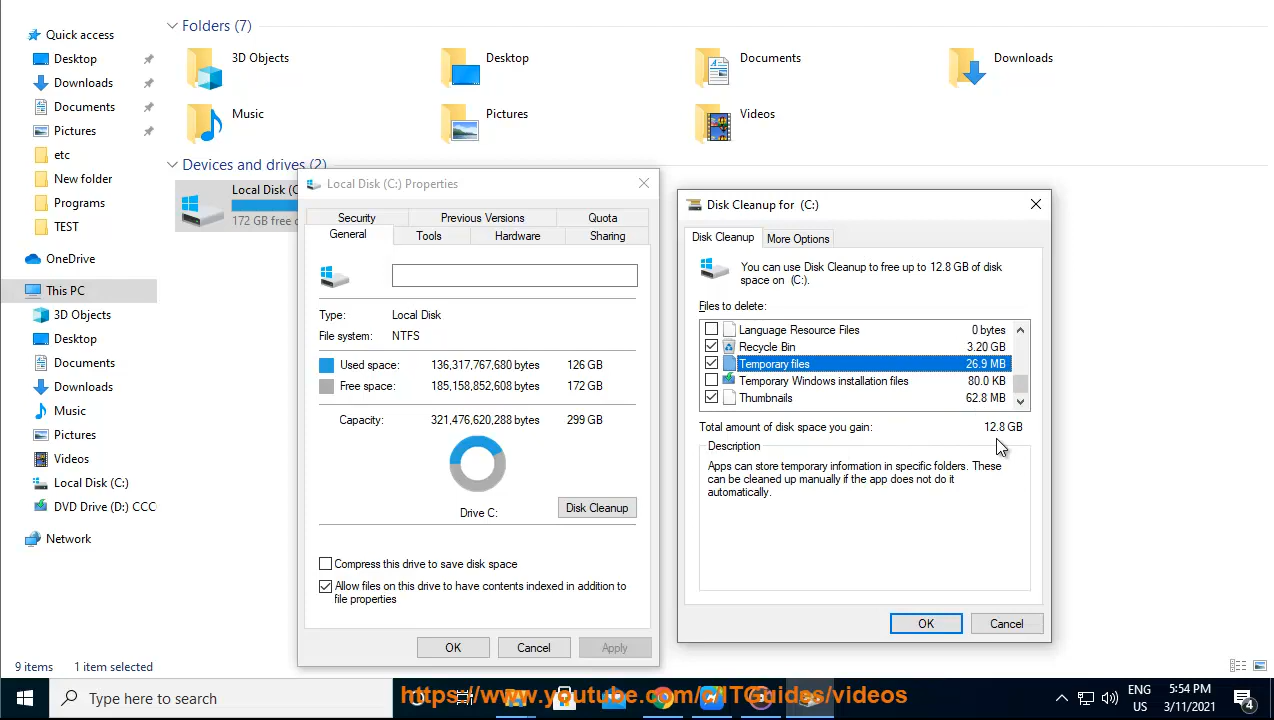 Folders (7)
Quick access
Desktop
Downloads
Documents
Pictures
etc
New folder
Programs
TEST
OneDrive
This PC
3D Objects
Desktop
Documents
Downloads
Music
Pictures
Videos
Local Disk (C:)
DVD Drive (D:) CCC
Network
3D Objects
Desktop
Documents
Downloads
Music
Pictures
Videos
Devices and drives (2)
Local Disk (C
172 GB free o
Local Disk (C:) Properties
Security
Previous Versions
Quota
General
Tools
Hardware
Sharing
Type: Local Disk
File system: NTFS
Used space: 136,317,767,680 bytes 126 GB
Free space: 185,158,852,608 bytes 172 GB
Capacity: 321,476,620,288 bytes 299 GB
Drive C:
Disk Cleanup
Compress this drive to save disk space
Allow files on this drive to have contents indexed in addition to
file properties
OK
Cancel
Apply
Disk Cleanup for (C:)
Disk Cleanup
More Options
You can use Disk Cleanup to free up to 12.8 GB of disk
space on (C:).
Files to delete:
Language Resource Files 0 bytes
Recycle Bin 3.20 GB
Temporary files 26.9 MB
Temporary Windows installation files 80.0 KB
Thumbnails 62.8 MB
Total amount of disk space you gain: 12.8 GB
Description
Apps can store temporary information in specific folders. These
can be cleaned up manually if the app does not do it
automatically.
OK
Cancel
9 items
1 item selected
Type here to search
https://www.youtube.com/c/ITGuides/videos
ENG
US
5:54 PM
3/11/2021
4